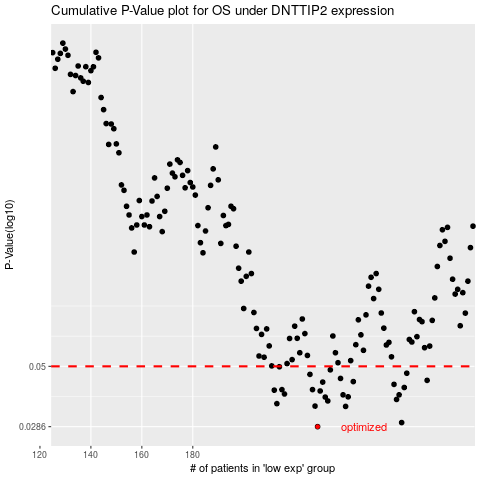 Cumulative P-Value plot for OS under DNTTIP2 expression
P-Value(log10)
0.05
0.0286
optimized
120 140 160 180
# of patients in 'low exp' group